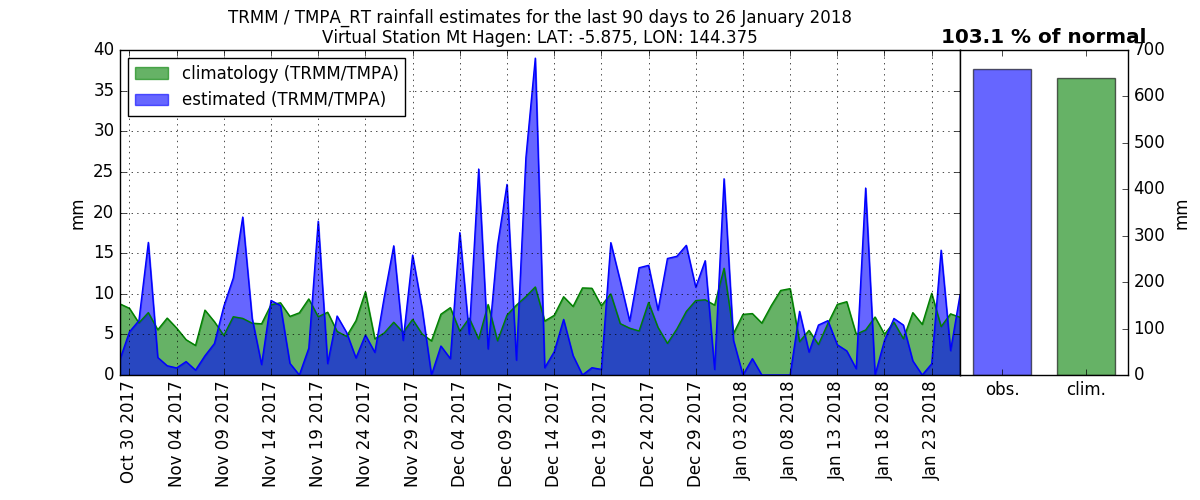 TRMM / TMPA_RT rainfall estimates for the last 90 days to 26 January 2018
Virtual Station Mt Hagen: LAT: -5.875, LON: 144.375
103.1 % of normal
climatology (TRMM/TMPA)
estimated (TRMM/TMPA)
mm
40
35
30
25
20
15
10
5
0
Oct 30 2017
Nov 04 2017
Nov 09 2017
Nov 14 2017
Nov 19 2017
Nov 24 2017
Nov 29 2017
Dec 04 2017
Dec 09 2017
Dec 14 2017
Dec 19 2017
Dec 24 2017
Dec 29 2017
Jan 03 2018
Jan 08 2018
Jan 13 2018
Jan 18 2018
Jan 23 2018
obs.
clim.
700
600
500
400
300
200
100
0
mm